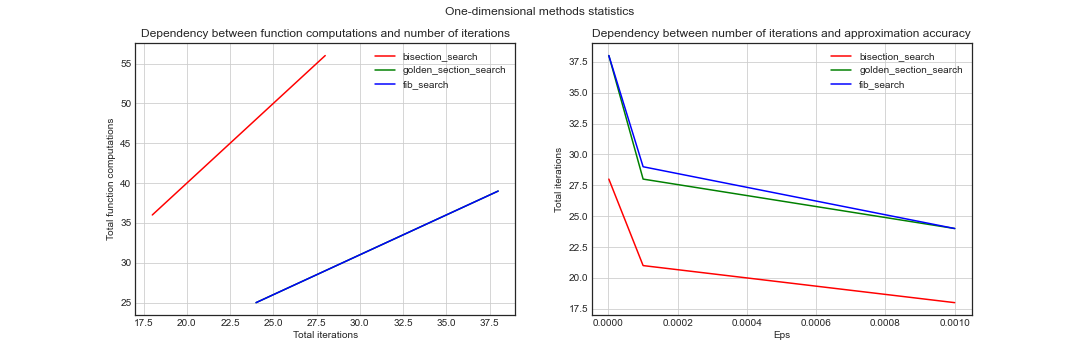 One-dimensional methods statistics
Dependency between function computations and number of iterations
bisection_search
golden_section_search
fib_search
55
50
45
40
35
30
25
Total function computations
17.5 20.0 22.5 25.0 27.5 30.0 32.5 35.0 37.5
Total iterations
Dependency between number of iterations and approximation accuracy
bisection_search
golden_section_search
fib_search
37.5
35.0
32.5
30.0
27.5
25.0
22.5
20.0
17.5
Total iterations
0.0000 0.0002 0.0004 0.0006 0.0008 0.0010
Eps